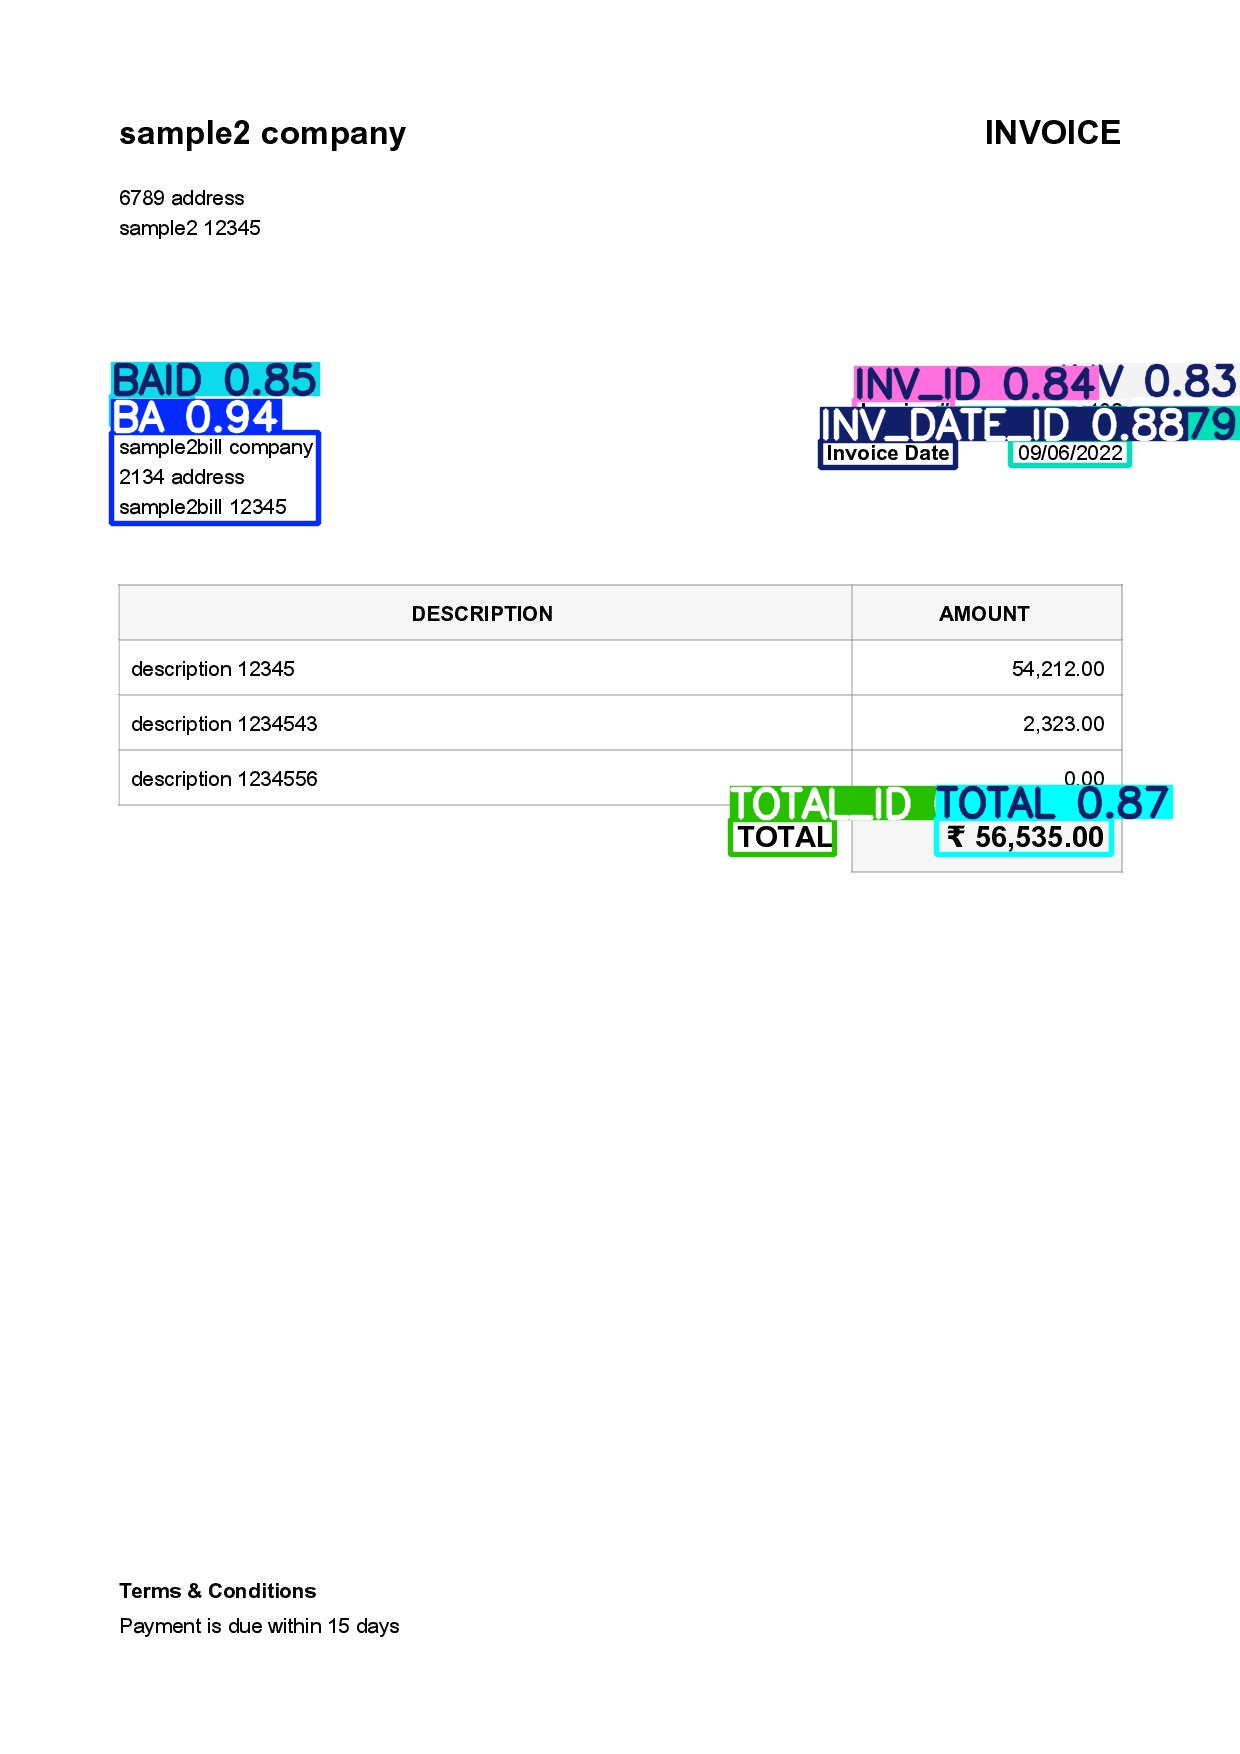 sample2 company
INVOICE
6789 address
sample2 12345
BAID 0.85
BA 0.94
sample2bill company
2134 address
sample2bill 12345
INV_ID 0.84
V 0.83
INV_DATE_ID 0.88
79
Invoice Date
09/06/2022
DESCRIPTION
AMOUNT
description 12345
54,212.00
description 1234543
2,323.00
description 1234556
0.00
TOTAL_ID
TOTAL 0.87
TOTAL
₹ 56,535.00
Terms & Conditions
Payment is due within 15 days